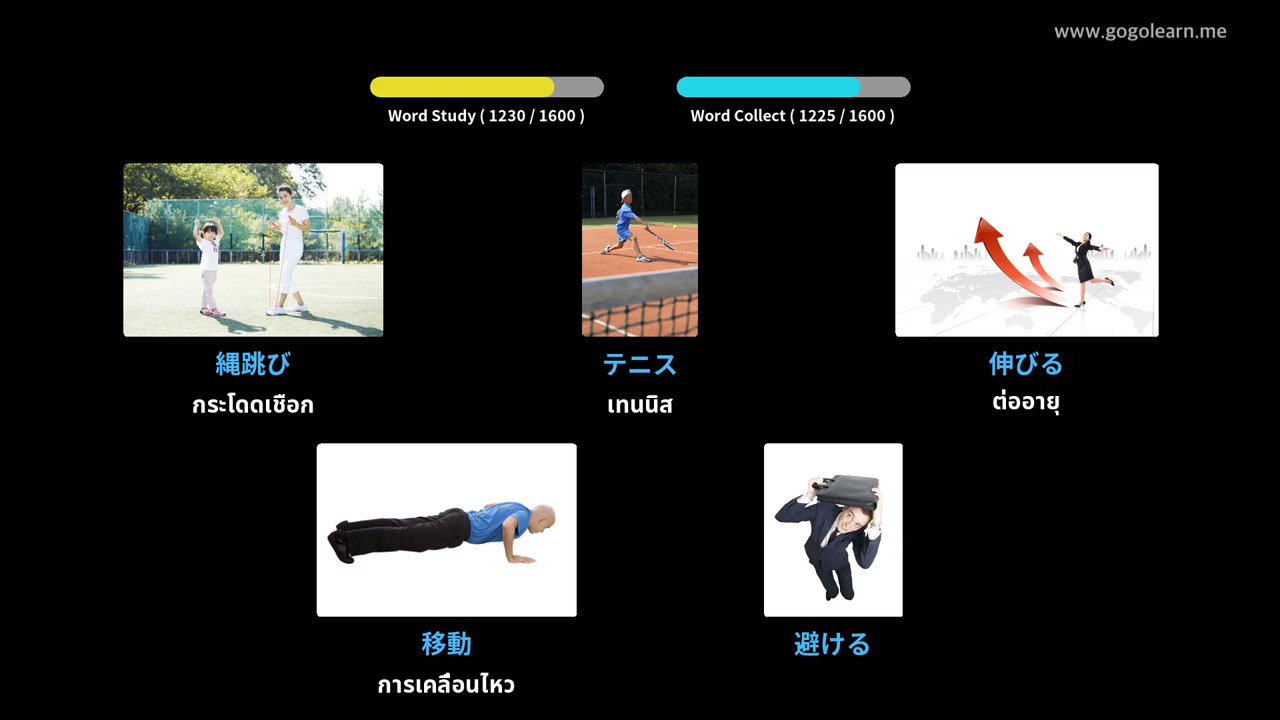 www.gogolearn.me
Word Study ( 1230 / 1600 )
Word Collect ( 1225 / 1600 )
縄跳び
テニス
伸びる
กระโดดเชือก
เทนนิส
ต่ออายุ
移動
避ける
การเคลื่อนไหว